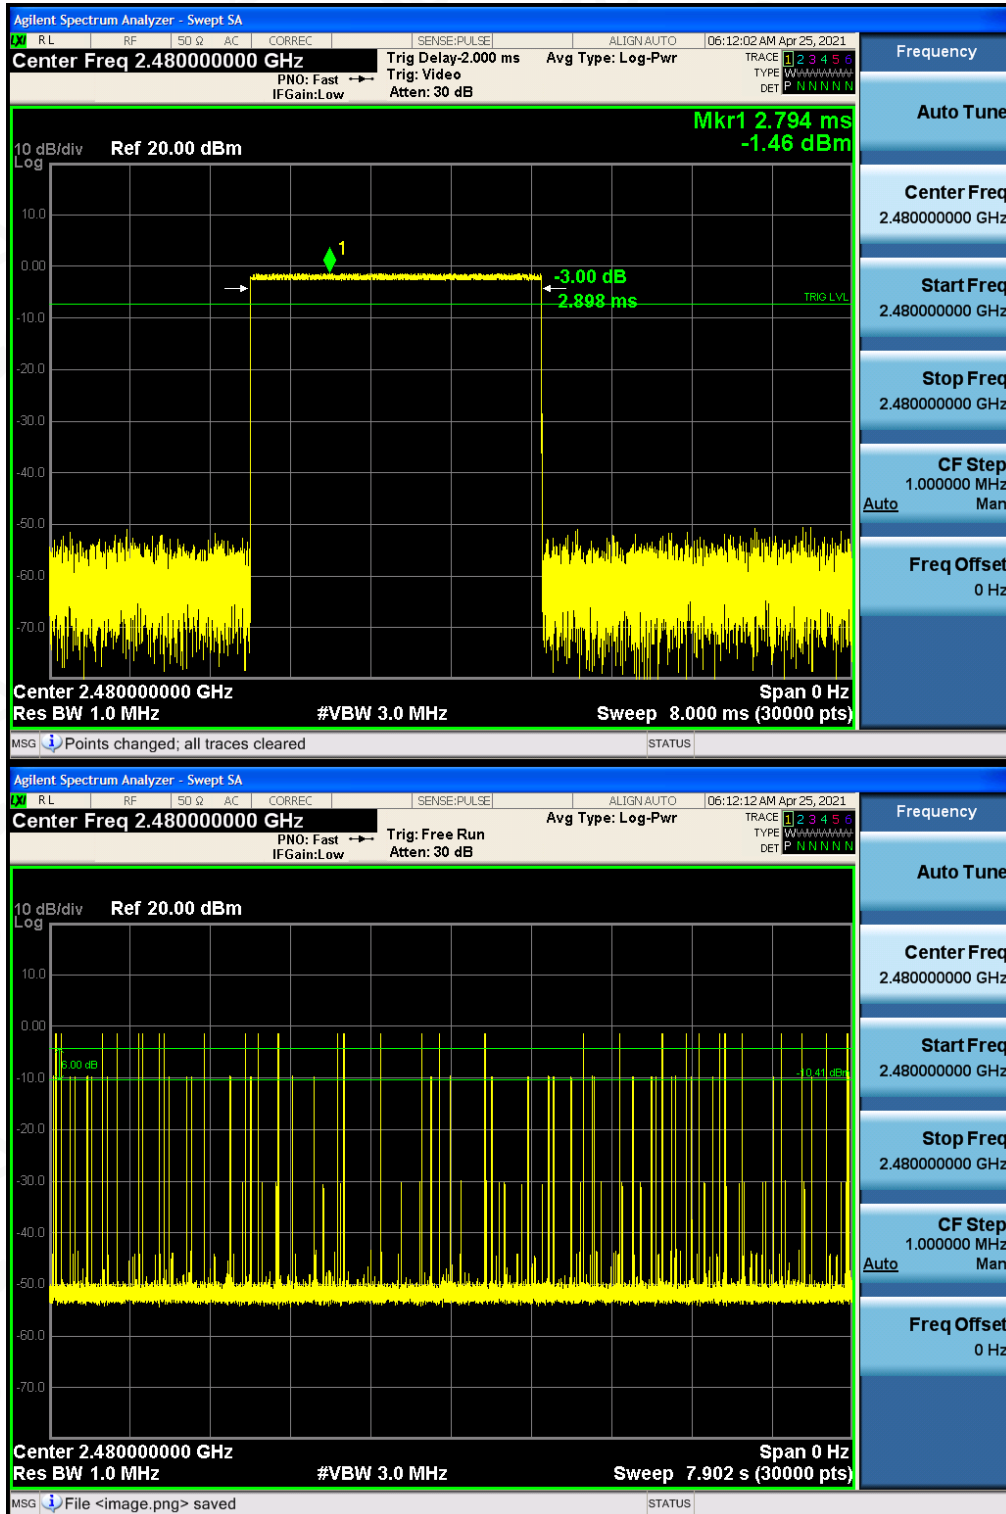 Agilent Spectrum Analyzer - Swept SA
LXI RL RF 50 Ω AC CORREC SENSE:PULSE ALIGN AUTO 06:12:02 AM Apr 25, 2021
Center Freq 2.480000000 GHz
PNO: Fast
IFGain:Low
Trig Delay-2.000 ms
Trig: Video
Atten: 30 dB
Avg Type: Log-Pwr
TRACE 1 2 3 4 5 6
TYPE
DET P N N N N N
Mkr1 2.794 ms
-1.46 dBm
10 dB/div Ref 20.00 dBm
Log
10.0
0.00
-10.0
-20.0
-30.0
-40.0
-50.0
-60.0
-70.0
1
-3.00 dB
2.898 ms
TRIG LVL
Center 2.480000000 GHz Span 0 Hz
Res BW 1.0 MHz #VBW 3.0 MHz Sweep 8.000 ms (30000 pts)
MSG Points changed; all traces cleared STATUS
Frequency
Auto Tune
Center Freq
2.480000000 GHz
Start Freq
2.480000000 GHz
Stop Freq
2.480000000 GHz
CF Step
1.000000 MHz
Auto Man
Freq Offset
0 Hz
Agilent Spectrum Analyzer - Swept SA
LXI RL RF 50 Ω AC CORREC SENSE:PULSE ALIGN AUTO 06:12:12 AM Apr 25, 2021
Center Freq 2.480000000 GHz
PNO: Fast
IFGain:Low
Trig: Free Run
Atten: 30 dB
Avg Type: Log-Pwr
TRACE 1 2 3 4 5 6
TYPE
DET P N N N N N
10 dB/div Ref 20.00 dBm
Log
10.0
0.00
-10.0
-20.0
-30.0
-40.0
-50.0
-60.0
-70.0
6.00 dB
-10.41 dBm
Center 2.480000000 GHz Span 0 Hz
Res BW 1.0 MHz #VBW 3.0 MHz Sweep 7.902 s (30000 pts)
MSG File <image.png> saved STATUS
Frequency
Auto Tune
Center Freq
2.480000000 GHz
Start Freq
2.480000000 GHz
Stop Freq
2.480000000 GHz
CF Step
1.000000 MHz
Auto Man
Freq Offset
0 Hz